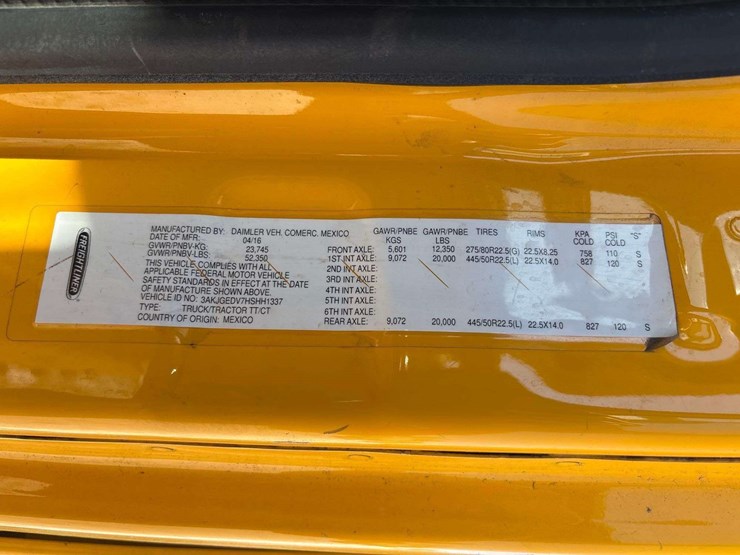 FREIGHTLINER
MANUFACTURED BY: DAIMLER VEH. COMERC. MEXICO
DATE OF MFR: 04/16
GVWR/PNBV-KG: 23,745
GVWR/PNBV-LBS: 52,350
THIS VEHICLE COMPLIES WITH ALL
APPLICABLE FEDERAL MOTOR VEHICLE
SAFETY STANDARDS IN EFFECT AT THE DATE
OF MANUFACTURE SHOWN ABOVE.
VEHICLE ID NO: 3AKJGEDV7HSHH1337
TYPE: TRUCK/TRACTOR TT/CT
COUNTRY OF ORIGIN: MEXICO
GAWR/PNBE GAWR/PNBE TIRES RIMS KPA PSI "S"
KGS LBS COLD COLD
FRONT AXLE: 5,601 12,350 275/80R22.5(G) 22.5X8.25 758 110 S
1ST INT AXLE: 9,072 20,000 445/50R22.5(L) 22.5X14.0 827 120 S
2ND INT AXLE:
3RD INT AXLE:
4TH INT AXLE:
5TH INT AXLE:
6TH INT AXLE:
REAR AXLE: 9,072 20,000 445/50R22.5(L) 22.5X14.0 827 120 S